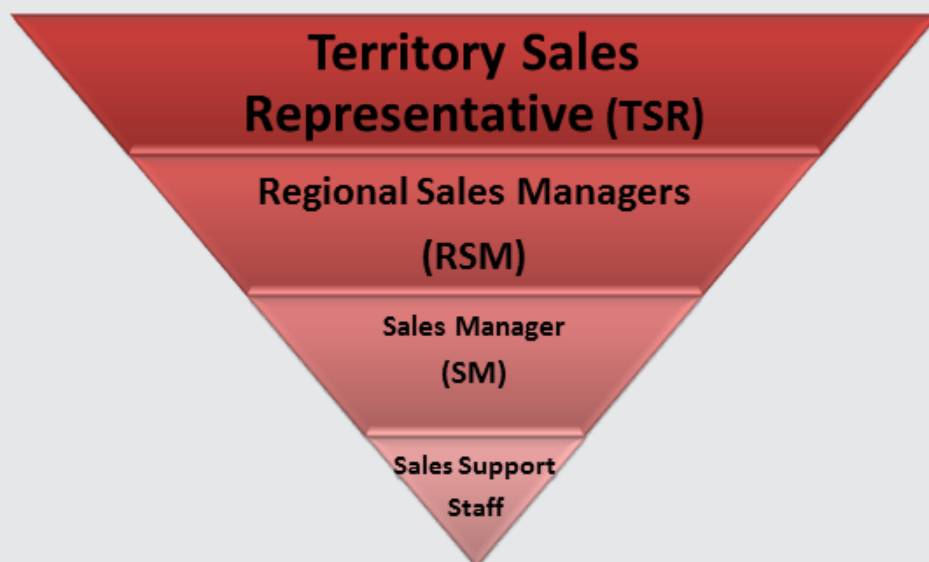 Territory Sales
Representative (TSR)
Regional Sales Managers
(RSM)
Sales Manager
(SM)
Sales Support
Staff